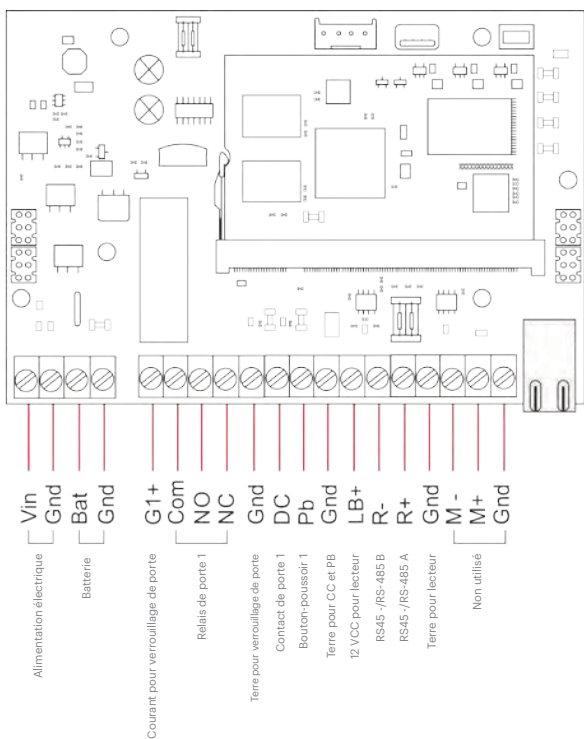 Vin
Gnd
Bat
Gnd
G1+
Com
NO
NC
Gnd
DC
Pb
Gnd
LB+
R-
R+
Gnd
M -
M+
Gnd
Alimentation électrique
Batterie
Courant pour verrouillage de porte
Relais de porte 1
Terre pour verrouillage de porte
Contact de porte 1
Bouton-poussoir 1
Terre pour CC et PB
12 VCC pour lecteur
RS45 -/RS-485 B
RS45 -/RS-485 A
Terre pour lecteur
Non utilisé